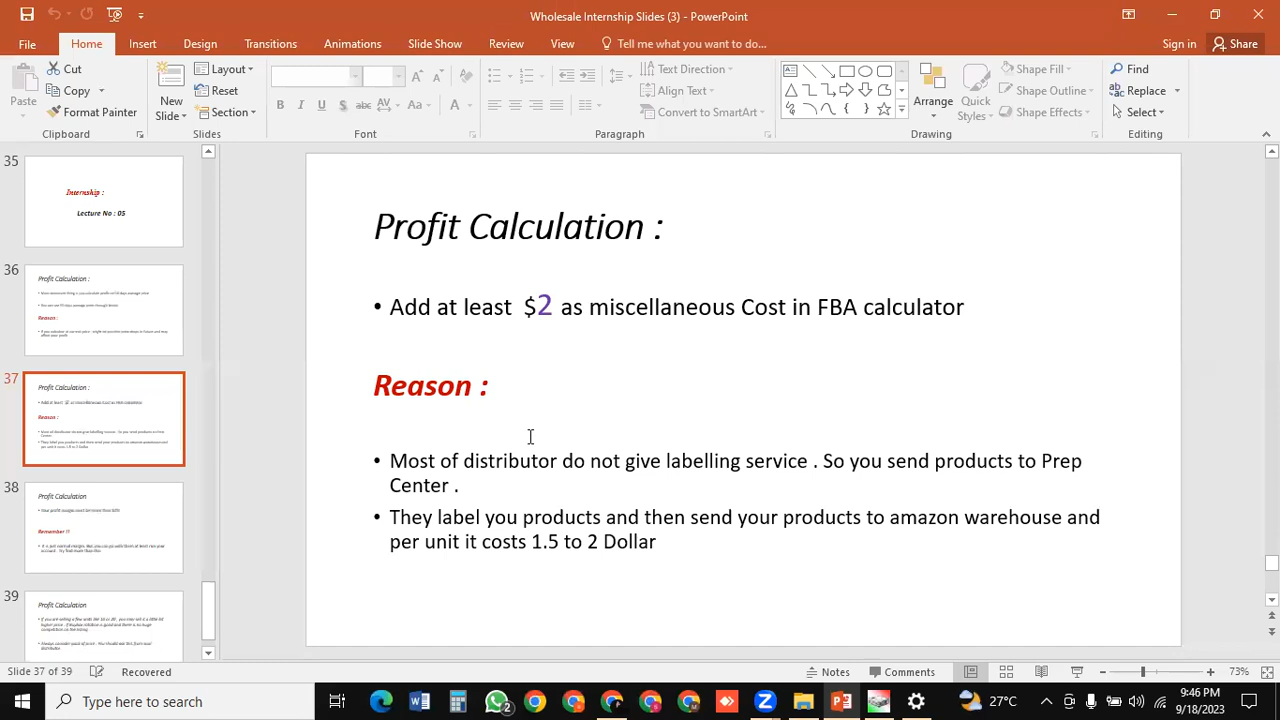 Wholesale Internship Slides (3) - PowerPoint
File Home Insert Design Transitions Animations Slide Show Review View Tell me what you want to do... Sign in Share
Paste
Cut
Copy
Format Painter
Clipboard
New Slide
Layout
Reset
Section
Slides
B I U S abc AV Aa A
Font
Text Direction
Align Text
Convert to SmartArt
Paragraph
Arrange
Quick Styles
Shape Fill
Shape Outline
Shape Effects
Drawing
Find
Replace
Select
Editing
35
Internship :
Lecture No : 05
36
Profit Calculation :
Reason :
37
Profit Calculation :
Reason :
38
Profit Calculation
Remember !!
39
Profit Calculation
Profit Calculation :
• Add at least $2 as miscellaneous Cost in FBA calculator
Reason :
• Most of distributor do not give labelling service . So you send products to Prep
Center .
• They label you products and then send your products to amazon warehouse and
per unit it costs 1.5 to 2 Dollar
Slide 37 of 39 Recovered Notes Comments 73%
Type here to search
2
27°C
9:46 PM
9/18/2023